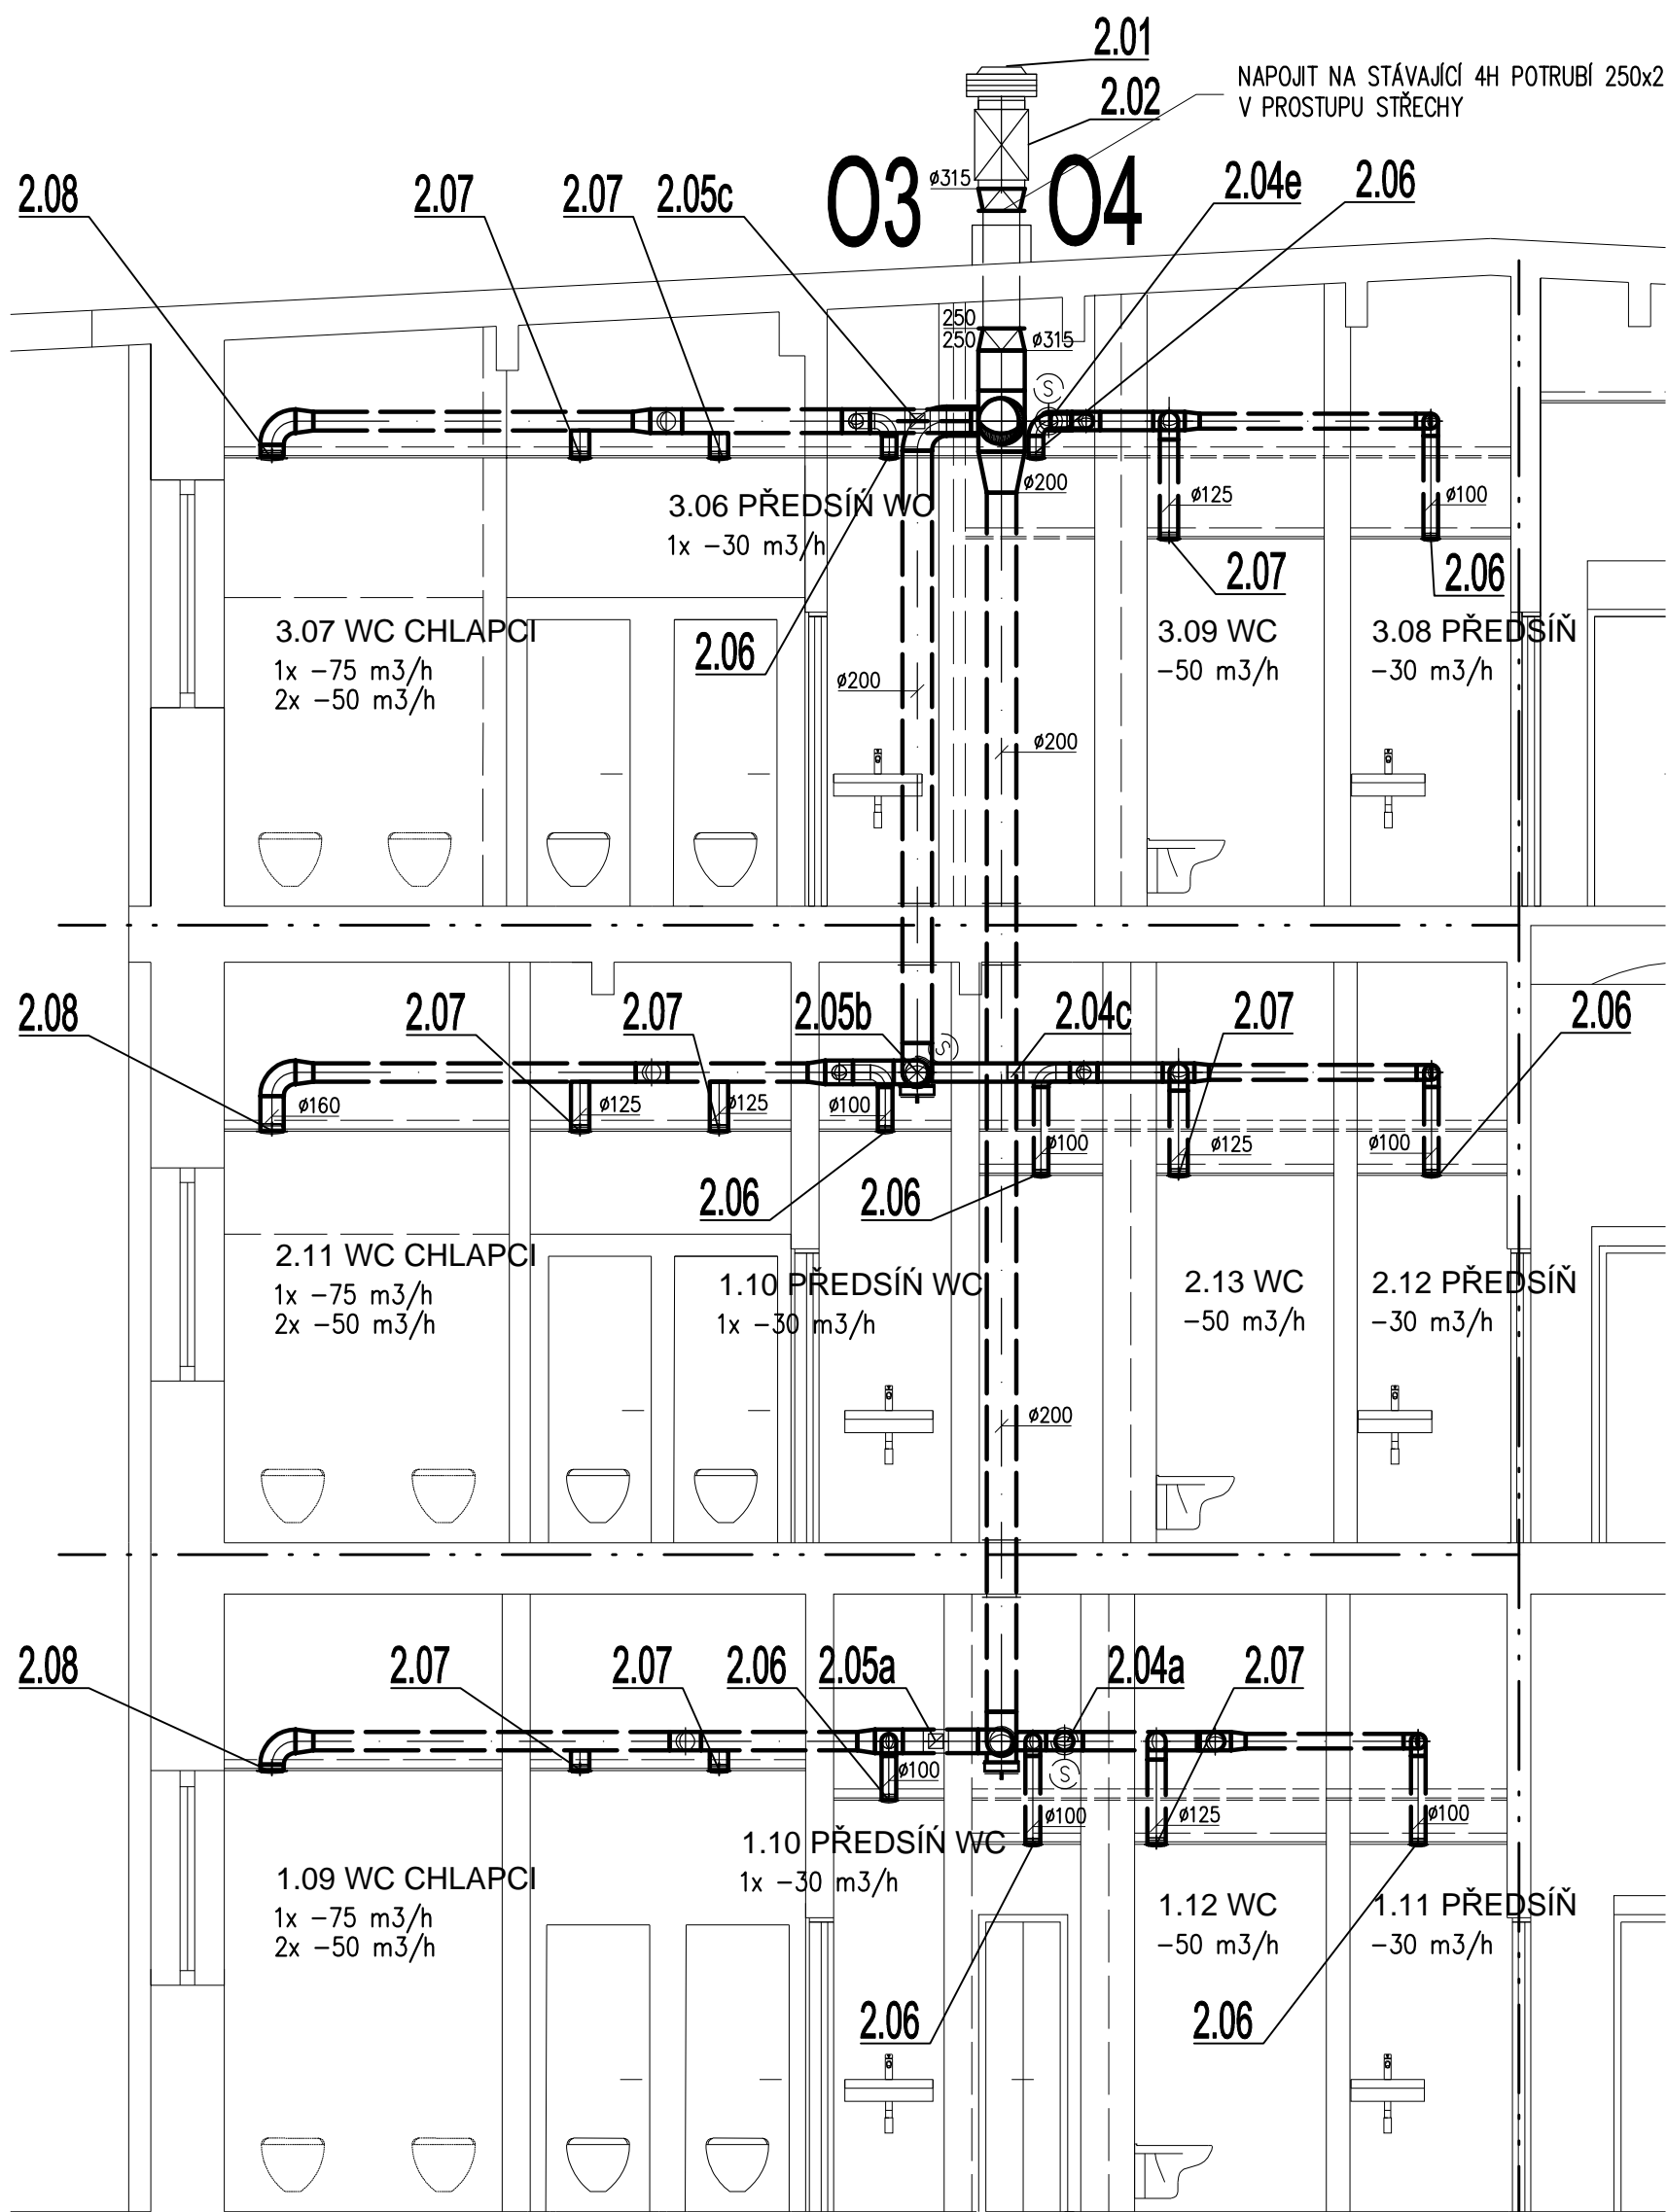 2.01
NAPOJIT NA STÁVAJÍCÍ 4H POTRUBÍ 250x2
V PROSTUPU STŘECHY
2.02
O3
ø315
O4
2.08
2.07
2.07
2.05c
2.04e
2.06
250
250
ø315
ø200
ø125
ø100
3.06 PŘEDSÍŃ WC
1x -30 m3/h
2.07
2.06
3.07 WC CHLAPCI
1x -75 m3/h
2x -50 m3/h
2.06
ø200
3.09 WC
-50 m3/h
3.08 PŘEDSÍŇ
-30 m3/h
ø200
S
2.08
2.07
2.07
2.05b
2.04c
2.07
2.06
S
ø160
ø125
ø125
ø100
ø100
ø125
ø100
2.06
2.06
2.11 WC CHLAPCI
1x -75 m3/h
2x -50 m3/h
1.10 PŘEDSÍŃ WC
1x -30 m3/h
2.13 WC
-50 m3/h
2.12 PŘEDSÍŇ
-30 m3/h
ø200
2.08
2.07
2.07
2.06
2.05a
2.04a
2.07
S
ø100
ø100
ø125
ø100
1.10 PŘEDSÍŃ WC
1x -30 m3/h
1.09 WC CHLAPCI
1x -75 m3/h
2x -50 m3/h
1.12 WC
-50 m3/h
1.11 PŘEDSÍŇ
-30 m3/h
2.06
2.06